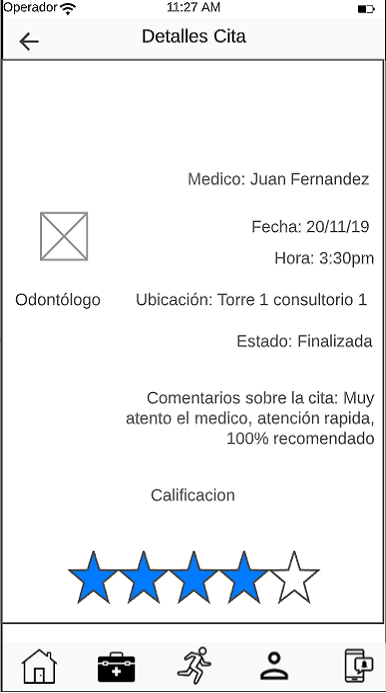 Operador 11:27 AM
Detalles Cita
Medico: Juan Fernandez
Fecha: 20/11/19
Hora: 3:30pm
Odontólogo Ubicación: Torre 1 consultorio 1
Estado: Finalizada
Comentarios sobre la cita: Muy
atento el medico, atención rapida,
100% recomendado
Calificacion